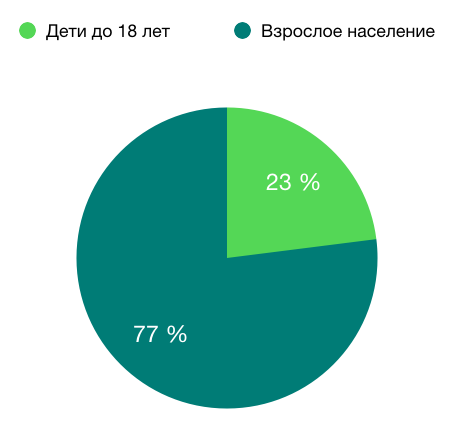 Дети до 18 лет
Взрослое население
23 %
77 %